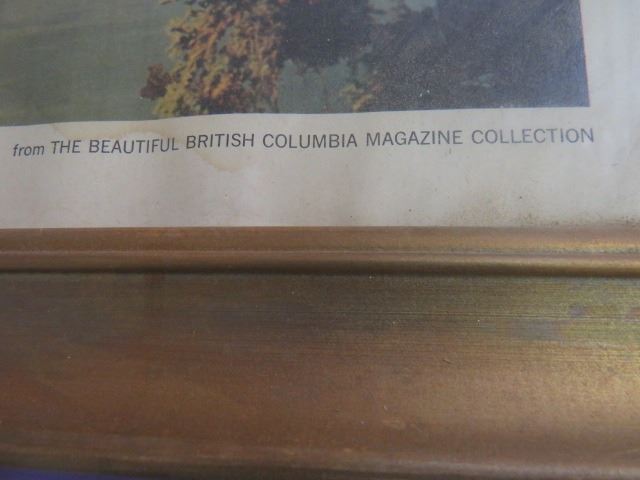 from THE BEAUTIFUL BRITISH COLUMBIA MAGAZINE COLLECTION